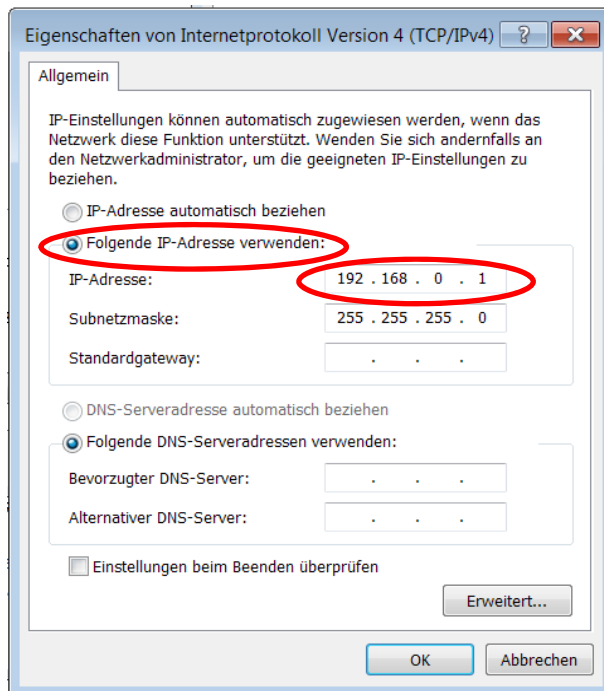 Eigenschaften von Internetprotokoll Version 4 (TCP/IPv4)
Allgemein
IP-Einstellungen können automatisch zugewiesen werden, wenn das
Netzwerk diese Funktion unterstützt. Wenden Sie sich andernfalls an
den Netzwerkadministrator, um die geeigneten IP-Einstellungen zu
beziehen.
IP-Adresse automatisch beziehen
Folgende IP-Adresse verwenden:
IP-Adresse: 192 . 168 . 0 . 1
Subnetzmaske: 255 . 255 . 255 . 0
Standardgateway: . . .
DNS-Serveradresse automatisch beziehen
Folgende DNS-Serveradressen verwenden:
Bevorzugter DNS-Server: . . .
Alternativer DNS-Server: . . .
Einstellungen beim Beenden überprüfen
Erweitert...
OK Abbrechen